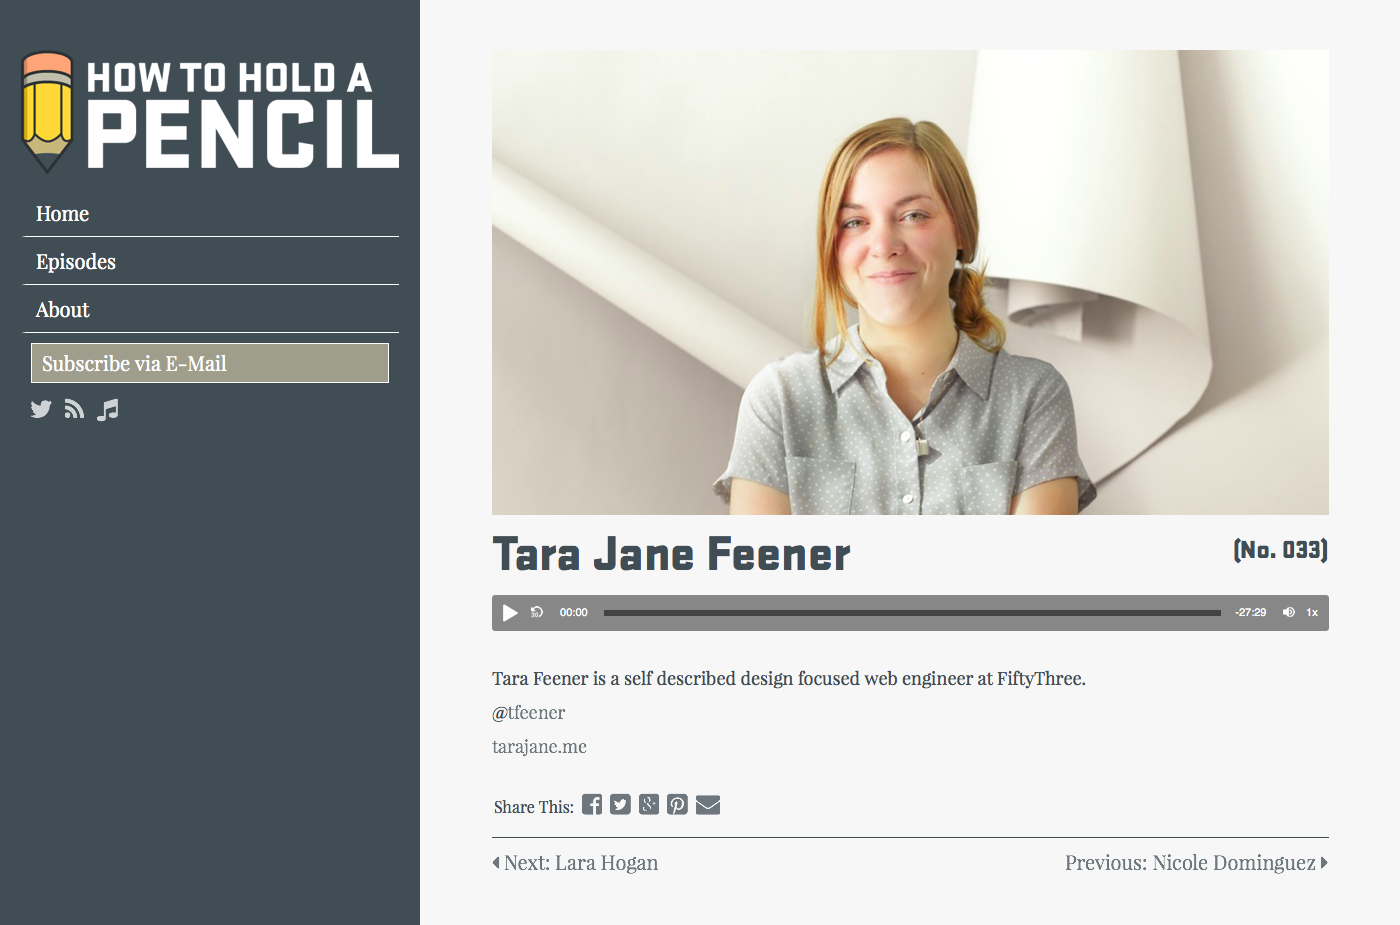 HOW TO HOLD A
PENCIL
Home
Episodes
About
Subscribe via E-Mail
Tara Jane Feener
(No. 033)
30
00:00
-27:29
1x
Tara Feener is a self described design focused web engineer at FiftyThree.
@tfeener
tarajane.me
Share This:
Next: Lara Hogan
Previous: Nicole Dominguez